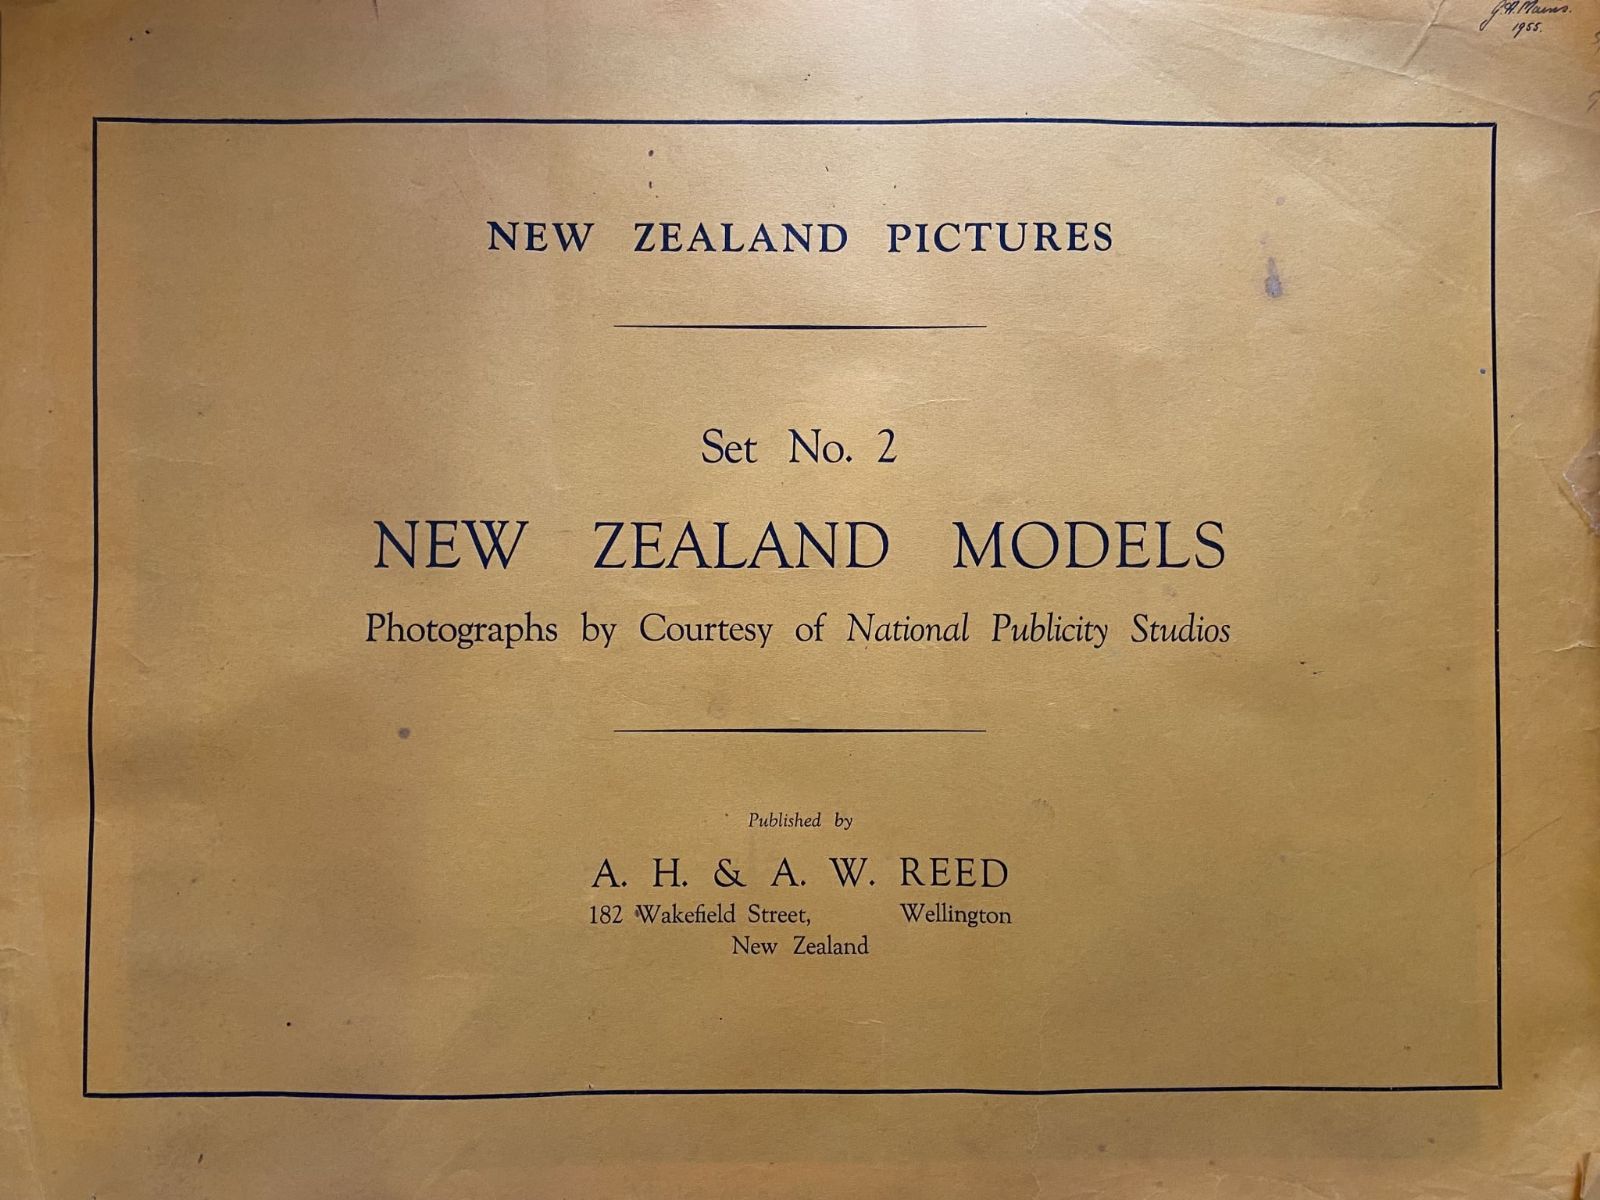 1955.
NEW ZEALAND PICTURES
Set No. 2
NEW ZEALAND MODELS
Photographs by Courtesy of National Publicity Studios
Published by
A. H. & A. W. REED
182 Wakefield Street, Wellington
New Zealand